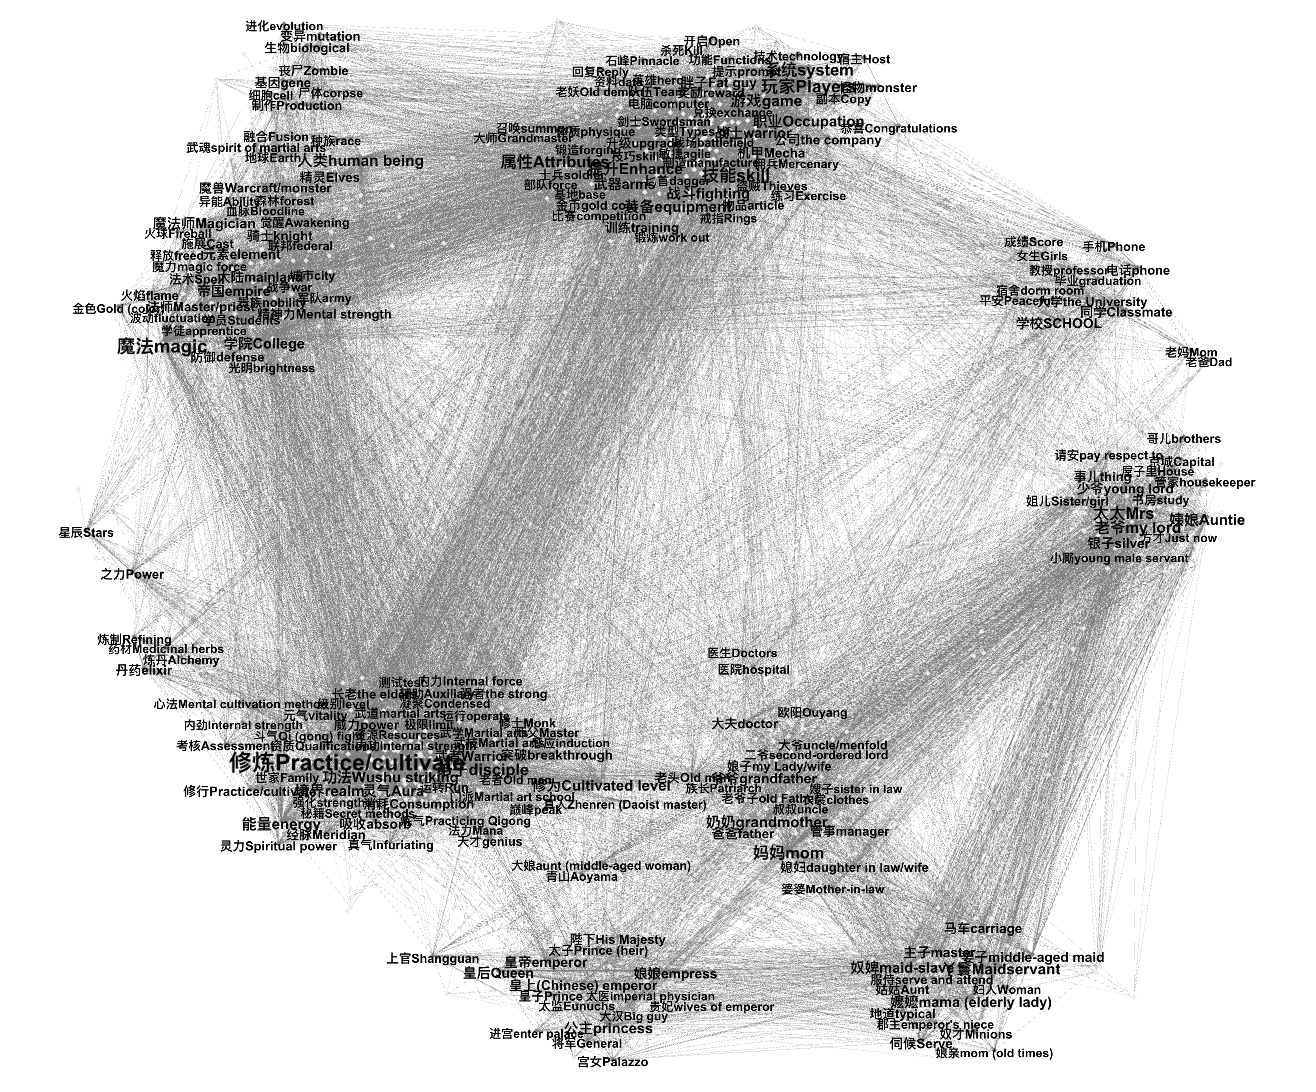 进化evolution
变异mutation
生物biological
丧尸Zombie
基因gene
细胞cell
尸体corpse
制作Production
融合Fusion
种族race
武魂spirit of martial arts
地球Earth
人类human being
精灵Elves
魔兽Warcraft/monster
异能Ability
森林forest
血脉Bloodline
魔法师Magician
觉醒Awakening
火球Fireball
骑士knight
施展Cast
联邦federal
释放freed
元素element
魔力magic force
法术Spell
大陆mainland
城市city
帝国empire
战争war
火焰flame
贵族nobility
军队army
金色Gold (color)
法师Master/priest
波动fluctuation
学员Students
精神力Mental strength
学徒apprentice
魔法magic
学院College
防御defense
光明brightness
开启Open
杀死Kill
石峰Pinnacle
功能Functions
技术technology
宿主Host
回复Reply
提示prompt
系统system
胖子Fat guy
玩家Players
怪物monster
电脑computer
游戏game
副本Copy
兑换exchange
剑士Swordsman
职业Occupation
恭喜Congratulations
召唤summon
大师Grandmaster
类型Types
战士warrior
公司the company
升级upgrade
战场battlefield
锻造forging
技巧skill
敏捷agile
机甲Mecha
属性Attributes
制造manufacture
佣兵Mercenary
提升Enhance
技能skill
士兵soldier
部队force
武器arms
匕首dagger
盗贼Thieves
基地base
战斗fighting
练习Exercise
金币gold coin
装备equipment
物品article
比赛competition
戒指Rings
训练training
锻炼work out
成绩Score
手机Phone
女生Girls
教授professor
电话phone
毕业graduation
宿舍dorm room
平安Peaceful
大学the University
同学Classmate
学校SCHOOL
老妈Mom
老爸Dad
哥儿brothers
请安pay respect to
京城Capital
屋子里House
事儿thing
管家housekeeper
少爷young lord
姐儿Sister/girl
书房study
太太Mrs
姨娘Auntie
老爷my lord
方才Just now
银子silver
小厮young male servant
星辰Stars
之力Power
炼制Refining
药材Medicinal herbs
炼丹Alchemy
丹药elixir
测试test
内力Internal force
长老the elders
辅助Auxiliary
强者the strong
心法Mental cultivation method
级别level
凝聚Condensed
元气vitality
武道martial arts
运行operate
内劲Internal strength
威力power
极限limit
修士Monk
斗气Qi (gong) fight
资源Resources
师父Master
考核Assessment
资质Qualification
感应induction
修炼Practice/cultivate
武者Warrior
突破breakthrough
弟子disciple
世家Family
功法Wushu striking
老者Old men
修行Practice/cultivate
境界realm
灵气Aura
运转Run
修为Cultivated level
强化strengthen
消耗Consumption
门派Martial art school
真人Zhenren (Daoist master)
秘籍Secret methods
巅峰peak
能量energy
吸收absorb
练气Practicing Qigong
经脉Meridian
法力Mana
灵力Spiritual power
真气Infuriating
天才genius
医生Doctors
医院hospital
欧阳Ouyang
大夫doctor
大爷uncle/menfold
二爷second-ordered lord
娘子my Lady/wife
老头Old man
爷爷grandfather
族长Patriarch
嫂子sister in law
老爷子old Father
衣裳clothes
叔叔uncle
奶奶grandmother
爸爸father
管事manager
妈妈mom
媳妇daughter in law/wife
婆婆Mother-in-law
大娘aunt (middle-aged woman)
青山Aoyama
上官Shangguan
陛下His Majesty
太子Prince (heir)
皇帝emperor
皇后Queen
娘娘empress
皇上(Chinese) emperor
皇子Prince
太医imperial physician
太监Eunuchs
贵妃wives of emperor
大汉Big guy
进宫enter palace
公主princess
将军General
宫女Palazzo
马车carriage
主子master
婆子middle-aged maid
奴婢maid-slave
丫鬟Maidservant
服侍serve and attend
姑姑Aunt
妇人Woman
嬷嬷mama (elderly lady)
地道typical
郡主emperor's niece
奴才Minions
伺候Serve
娘亲mom (old times)